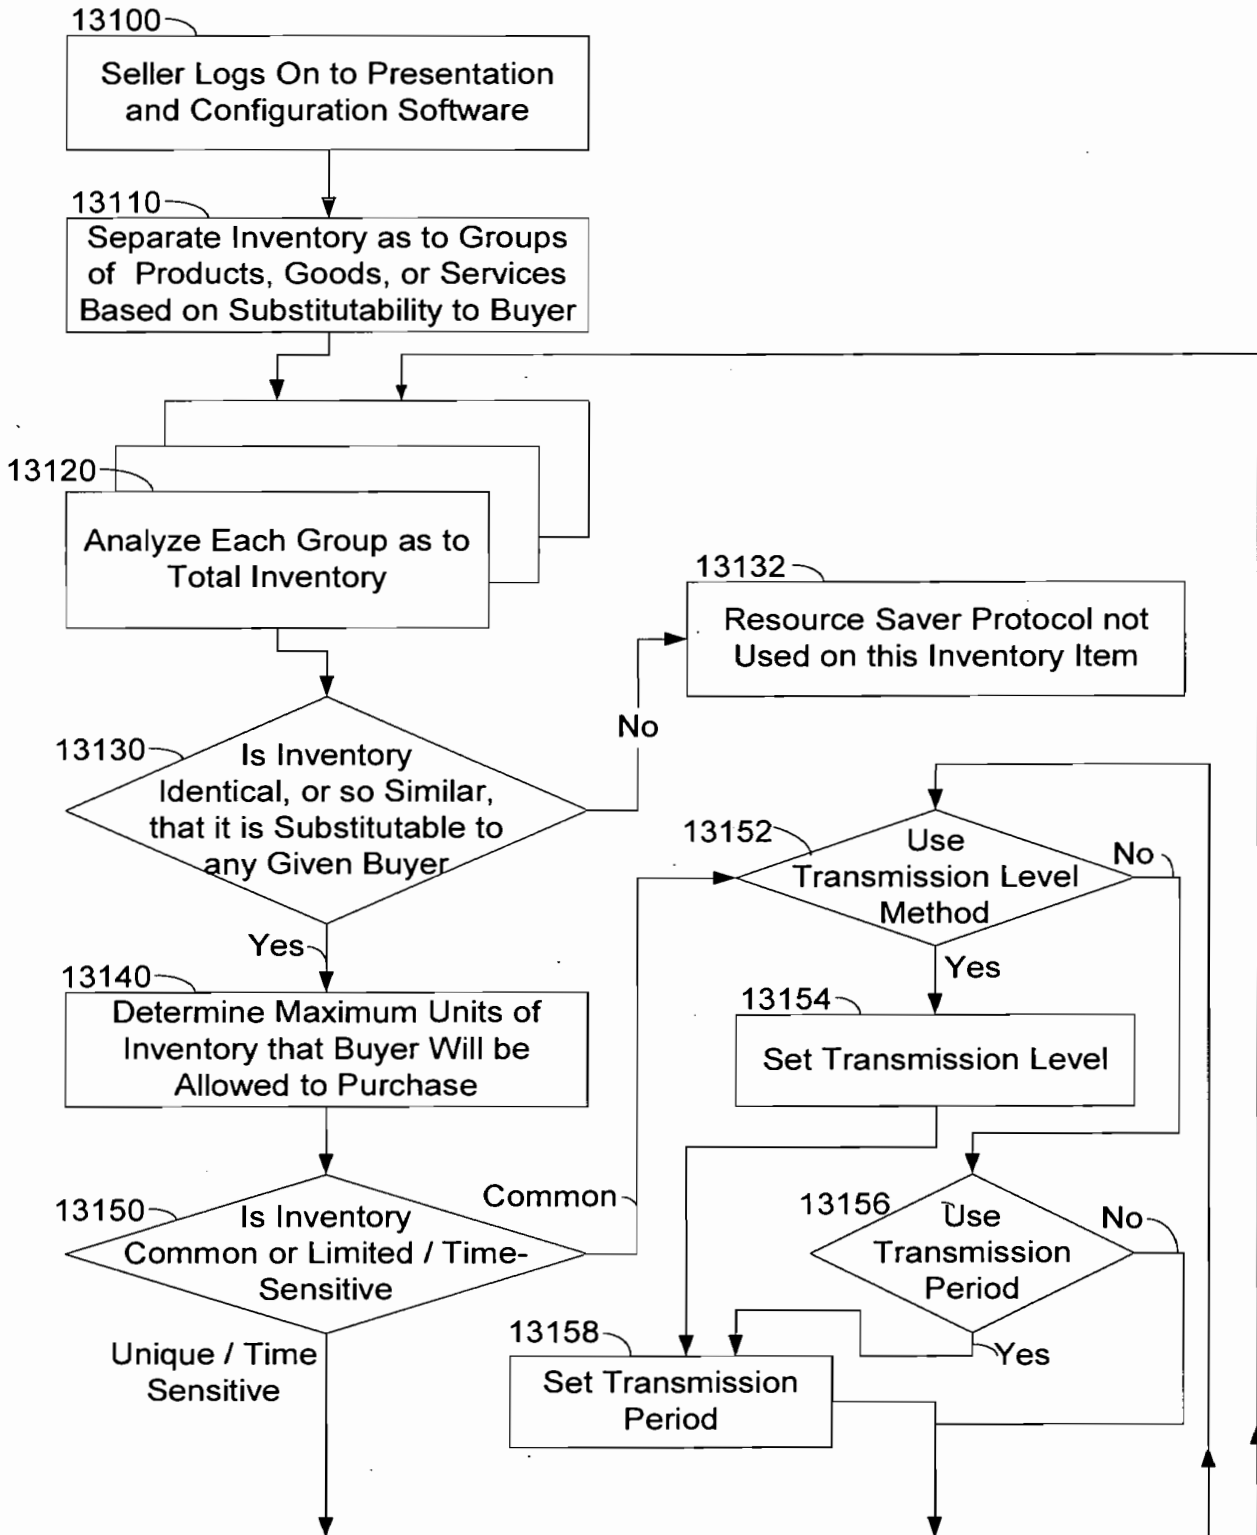 13100
Seller Logs On to Presentation
and Configuration Software
13110
Separate Inventory as to Groups
of Products, Goods, or Services
Based on Substitutability to Buyer
13120
Analyze Each Group as to
Total Inventory
13132
Resource Saver Protocol not
Used on this Inventory Item
No
13130
Is Inventory
Identical, or so Similar,
that it is Substitutable to
any Given Buyer
Yes
13152
Use
Transmission Level
Method
No
Yes
13140
Determine Maximum Units of
Inventory that Buyer Will be
Allowed to Purchase
13154
Set Transmission Level
13150
Is Inventory
Common or Limited / Time-
Sensitive
Common
13156
Use
Transmission
Period
No
Yes
Unique / Time
Sensitive
13158
Set Transmission
Period